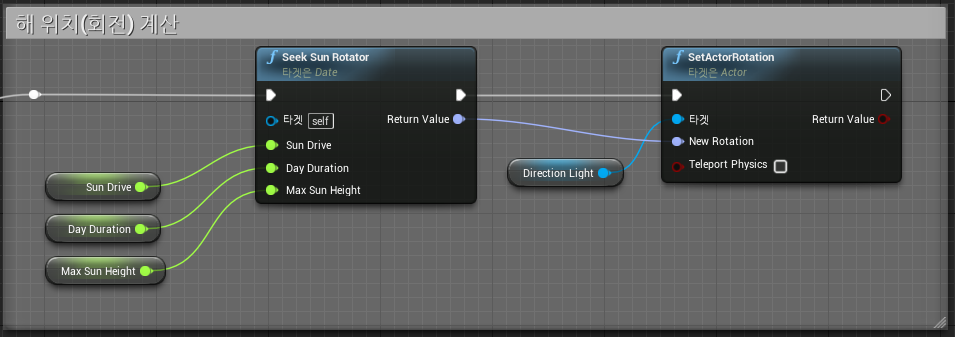 해 위치(회전) 계산
Seek Sun Rotator
타겟은 Date
타겟 self
Return Value
Sun Drive
Day Duration
Max Sun Height
Sun Drive
Day Duration
Max Sun Height
Direction Light
SetActorRotation
타겟은 Actor
타겟
Return Value
New Rotation
Teleport Physics